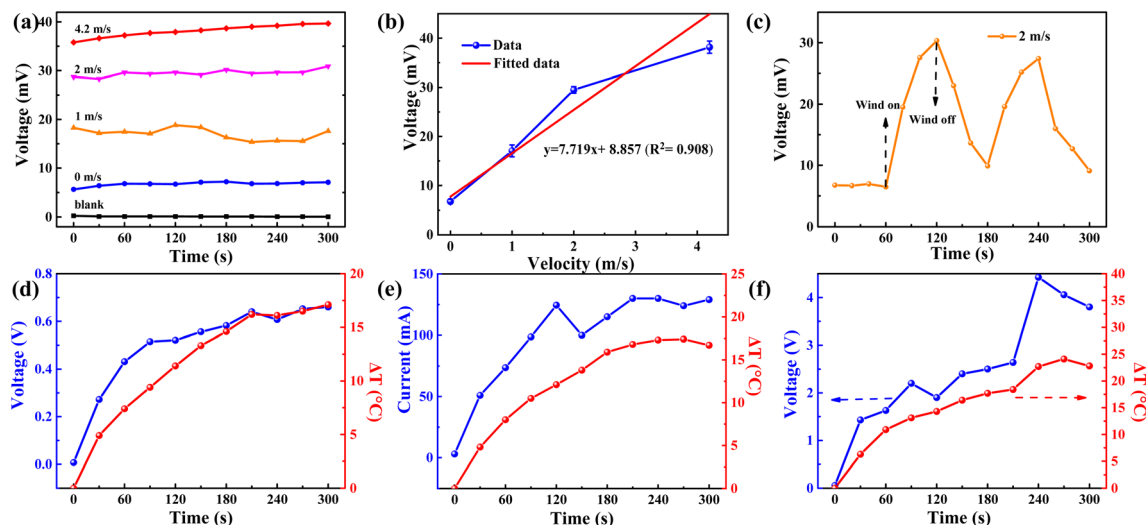 (a)
Voltage (mV)
40
30
20
10
0
4.2 m/s
2 m/s
1 m/s
0 m/s
blank
0 60 120 180 240 300
Time (s)
(b)
Voltage (mV)
40
30
20
10
0
Data
Fitted data
y=7.719x+ 8.857 (R²= 0.908)
0 1 2 3 4
Velocity (m/s)
(c)
Voltage (mV)
30
20
10
0
2 m/s
Wind on
Wind off
0 60 120 180 240 300
Time (s)
(d)
Voltage (V)
0.8
0.6
0.4
0.2
0.0
20
15
10
5
0
ΔT (°C)
0 60 120 180 240 300
Time (s)
(e)
Current (mA)
150
125
100
75
50
25
0
25
20
15
10
5
0
ΔT (°C)
0 60 120 180 240 300
Time (s)
(f)
Voltage (V)
4
3
2
1
0
40
35
30
25
20
15
10
5
0
ΔT (°C)
0 60 120 180 240 300
Time (s)